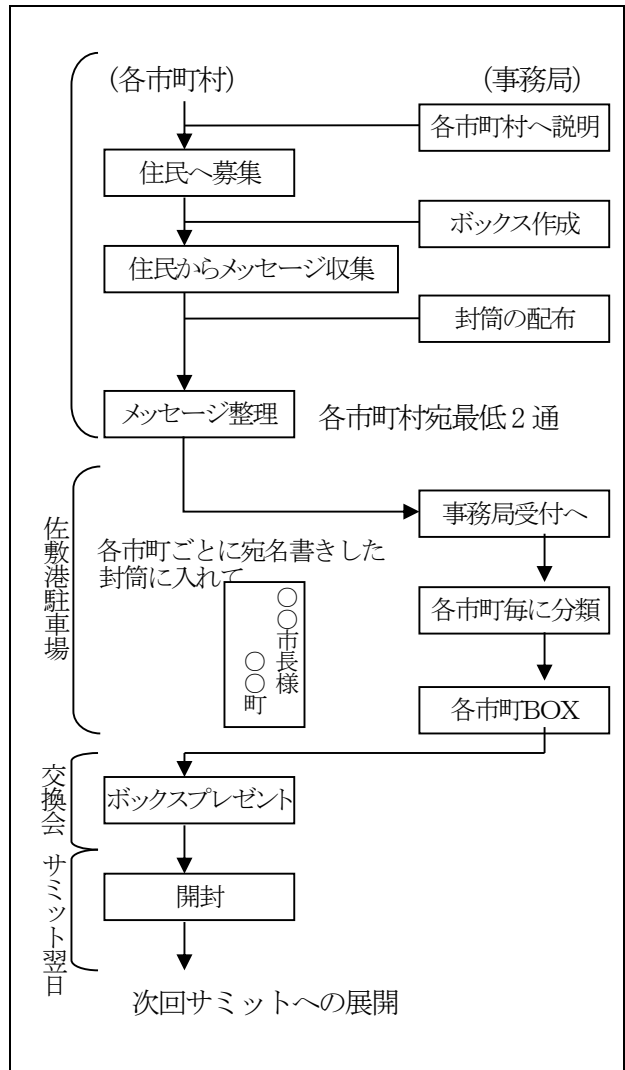 (各市町村)
(事務局)
各市町村へ説明
住民へ募集
ボックス作成
住民からメッセージ収集
封筒の配布
メッセージ整理
各市町村宛最低2通
佐敷港駐車場
事務局受付へ
各市町ごとに宛名書きした
封筒に入れて
〇〇市長様
〇〇町
各市町毎に分類
各市町BOX
交換会
ボックスプレゼント
サミット翌日
開封
次回サミットへの展開